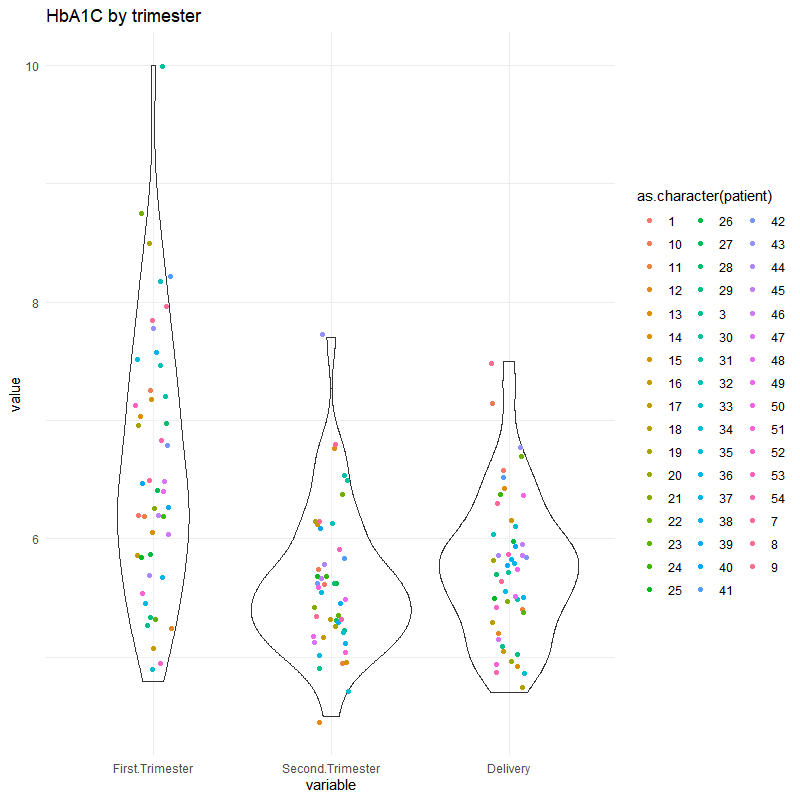 HbA1C by trimester
10
8
6
value
First.Trimester
Second.Trimester
Delivery
variable
as.character(patient)
1 26 42
10 27 43
11 28 44
12 29 45
13 3 46
14 30 47
15 31 48
16 32 49
17 33 50
18 34 51
19 35 52
20 36 53
21 37 54
22 38 7
23 39 8
24 40 9
25 41